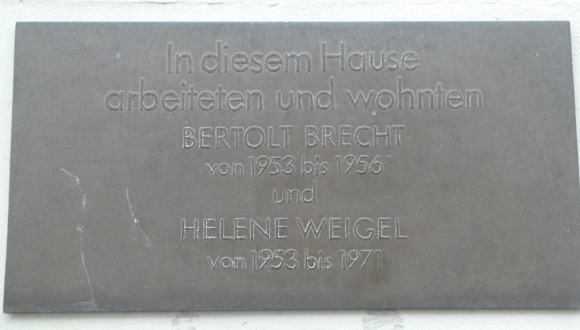 In diesem Hause
arbeiteten und wohnten
BERTOLT BRECHT
von 1953 bis 1956
und
HELENE WEIGEL
von 1953 bis 1971